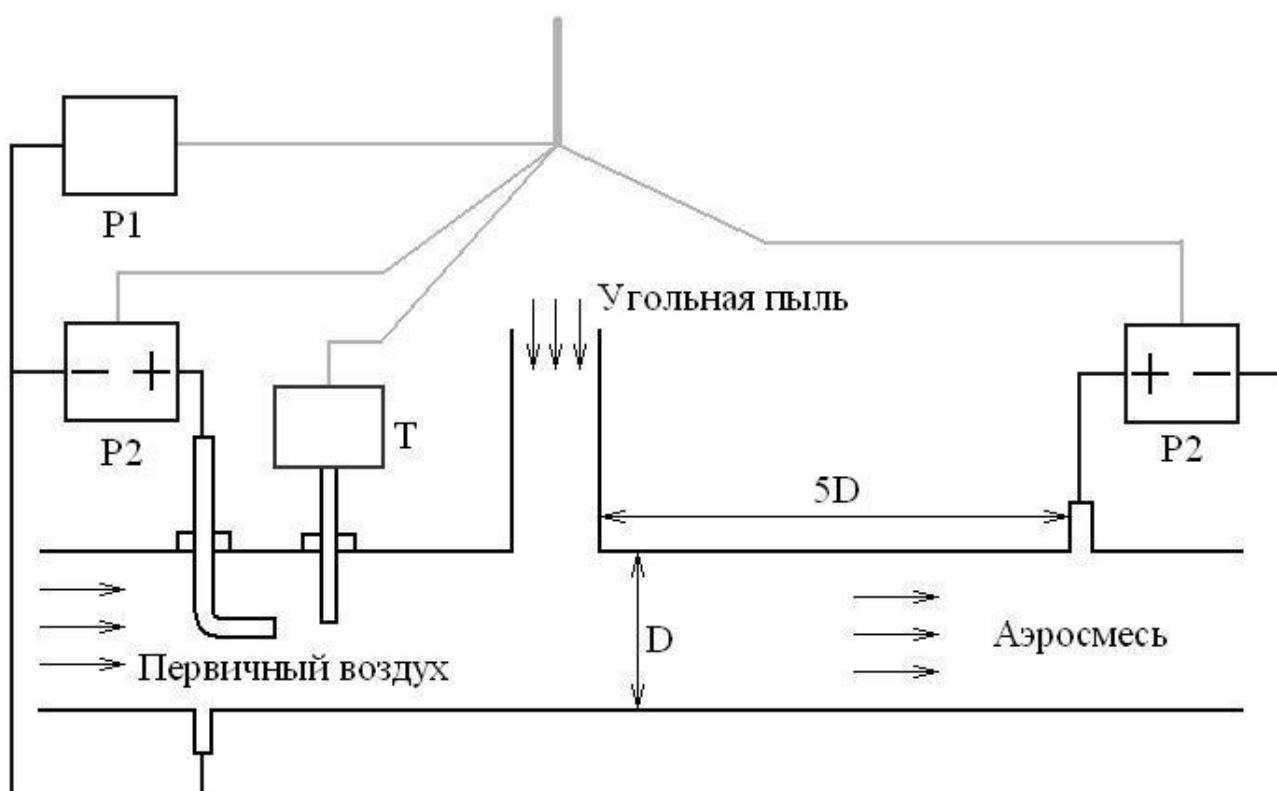 P1
Угольная пыль
P2
T
P2
5D
D
Аэросмесь
Первичный воздух